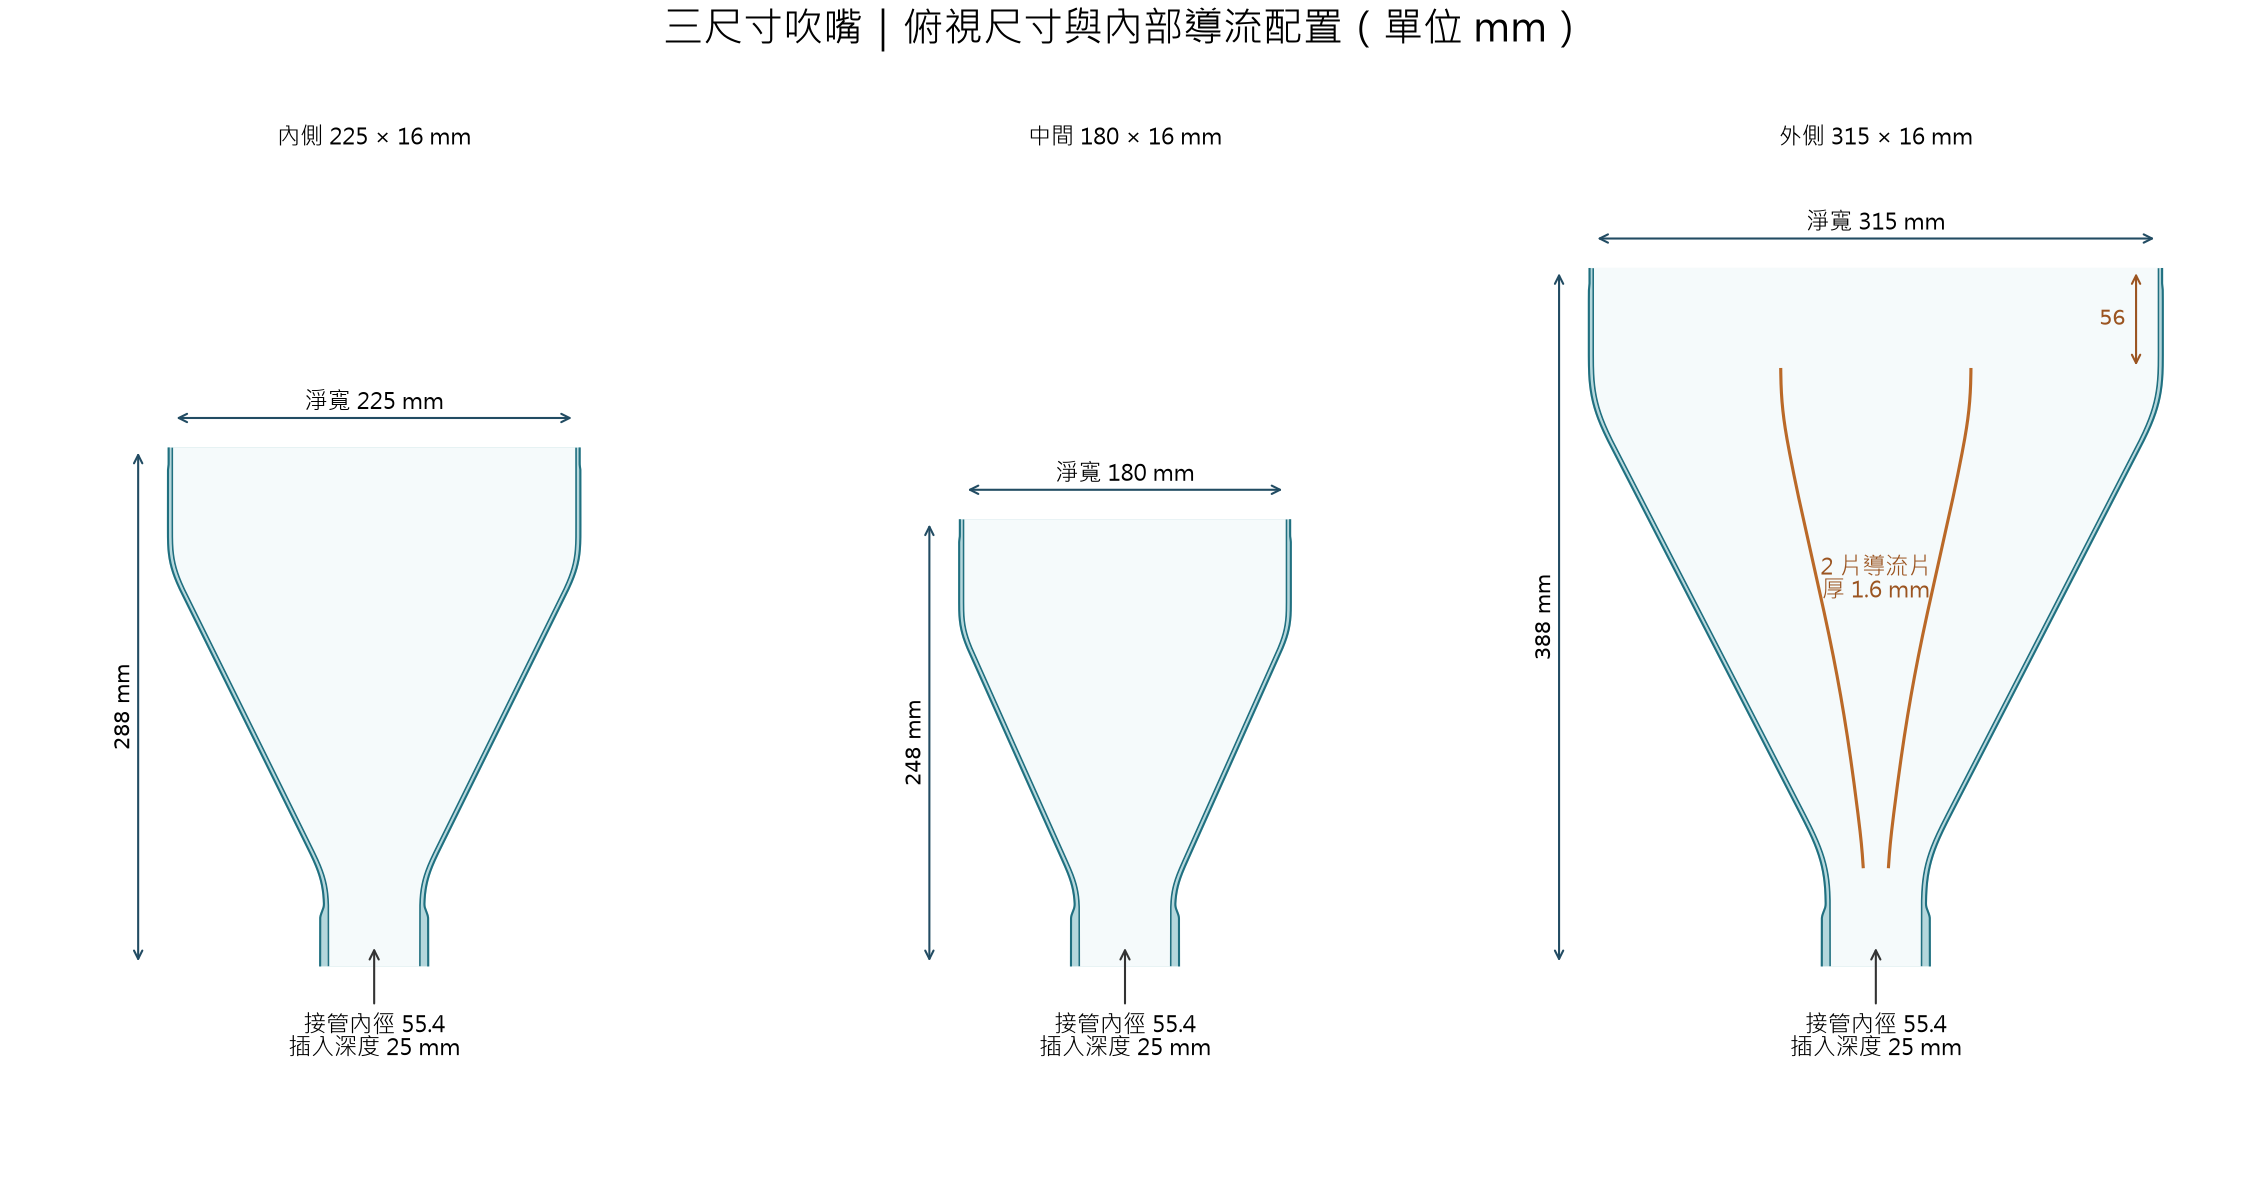 三尺寸吹嘴｜俯視尺寸與內部導流配置（單位 mm）
內側 225 × 16 mm
中間 180 × 16 mm
外側 315 × 16 mm
淨寬 225 mm
288 mm
接管內徑 55.4
插入深度 25 mm
淨寬 180 mm
248 mm
接管內徑 55.4
插入深度 25 mm
淨寬 315 mm
56
388 mm
2 片導流片
厚 1.6 mm
接管內徑 55.4
插入深度 25 mm